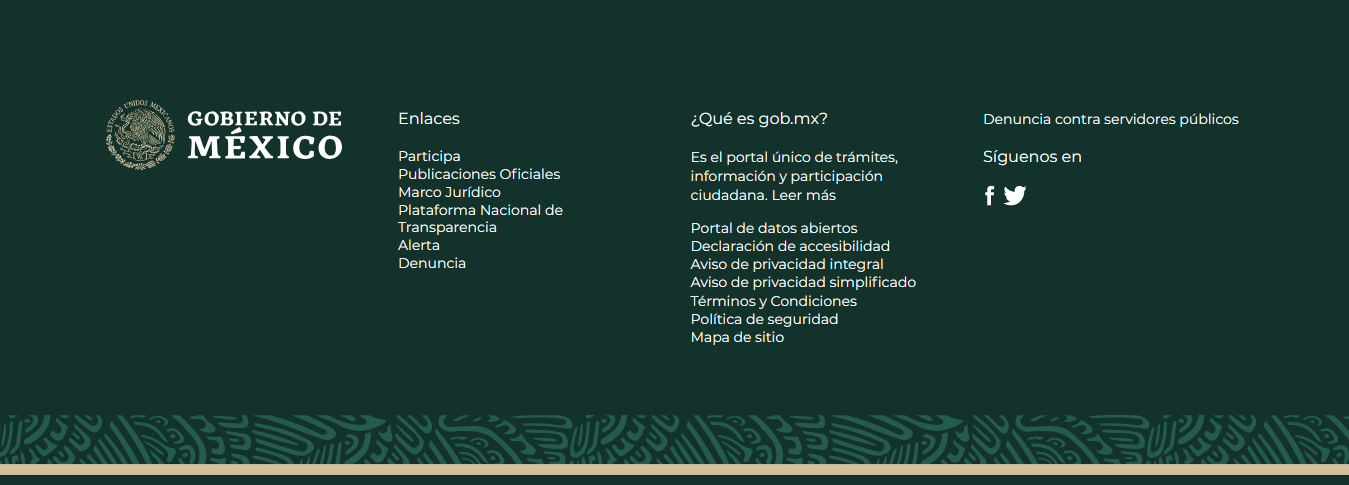 ESTADOS UNIDOS MEXICANOS
GOBIERNO DE
MÉXICO
Enlaces
Participa
Publicaciones Oficiales
Marco Jurídico
Plataforma Nacional de
Transparencia
Alerta
Denuncia
¿Qué es gob.mx?
Es el portal único de trámites,
información y participación
ciudadana. Leer más
Portal de datos abiertos
Declaración de accesibilidad
Aviso de privacidad integral
Aviso de privacidad simplificado
Términos y Condiciones
Política de seguridad
Mapa de sitio
Denuncia contra servidores públicos
Síguenos en